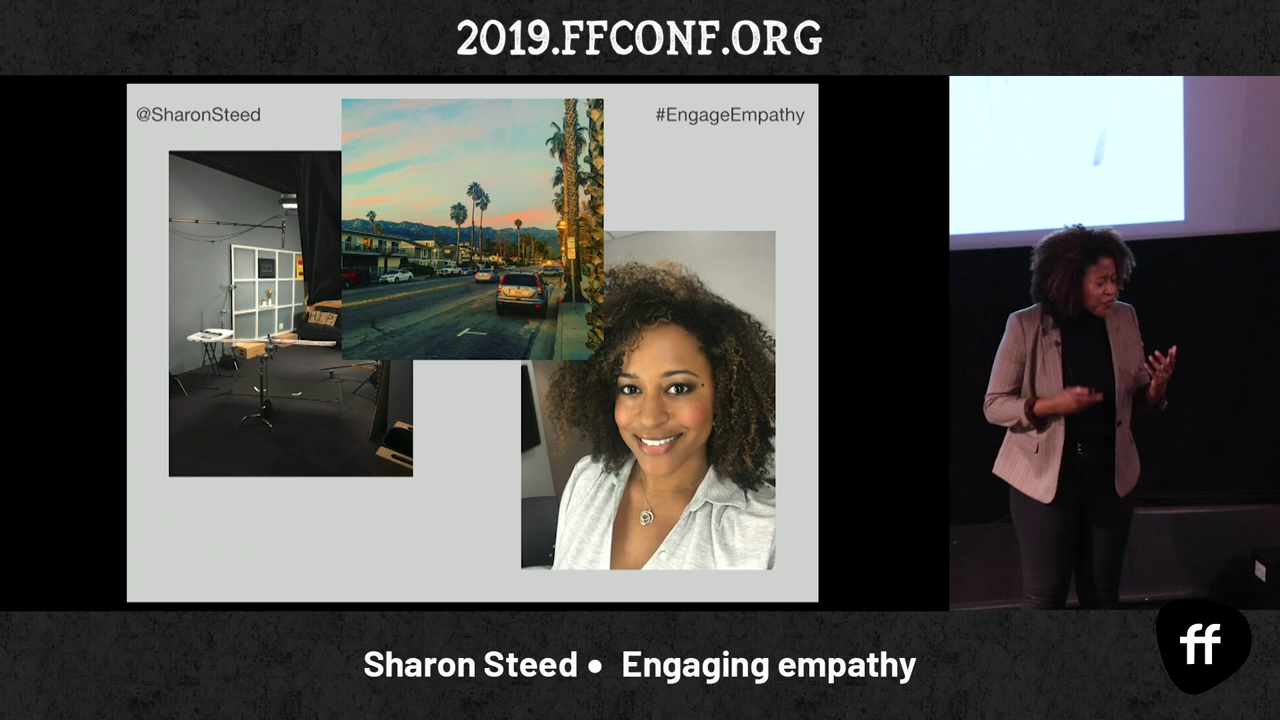 2019.FFCONF.ORG
@SharonSteed
#EngageEmpathy
H.I.P.
Sharon Steed • Engaging empathy
ff